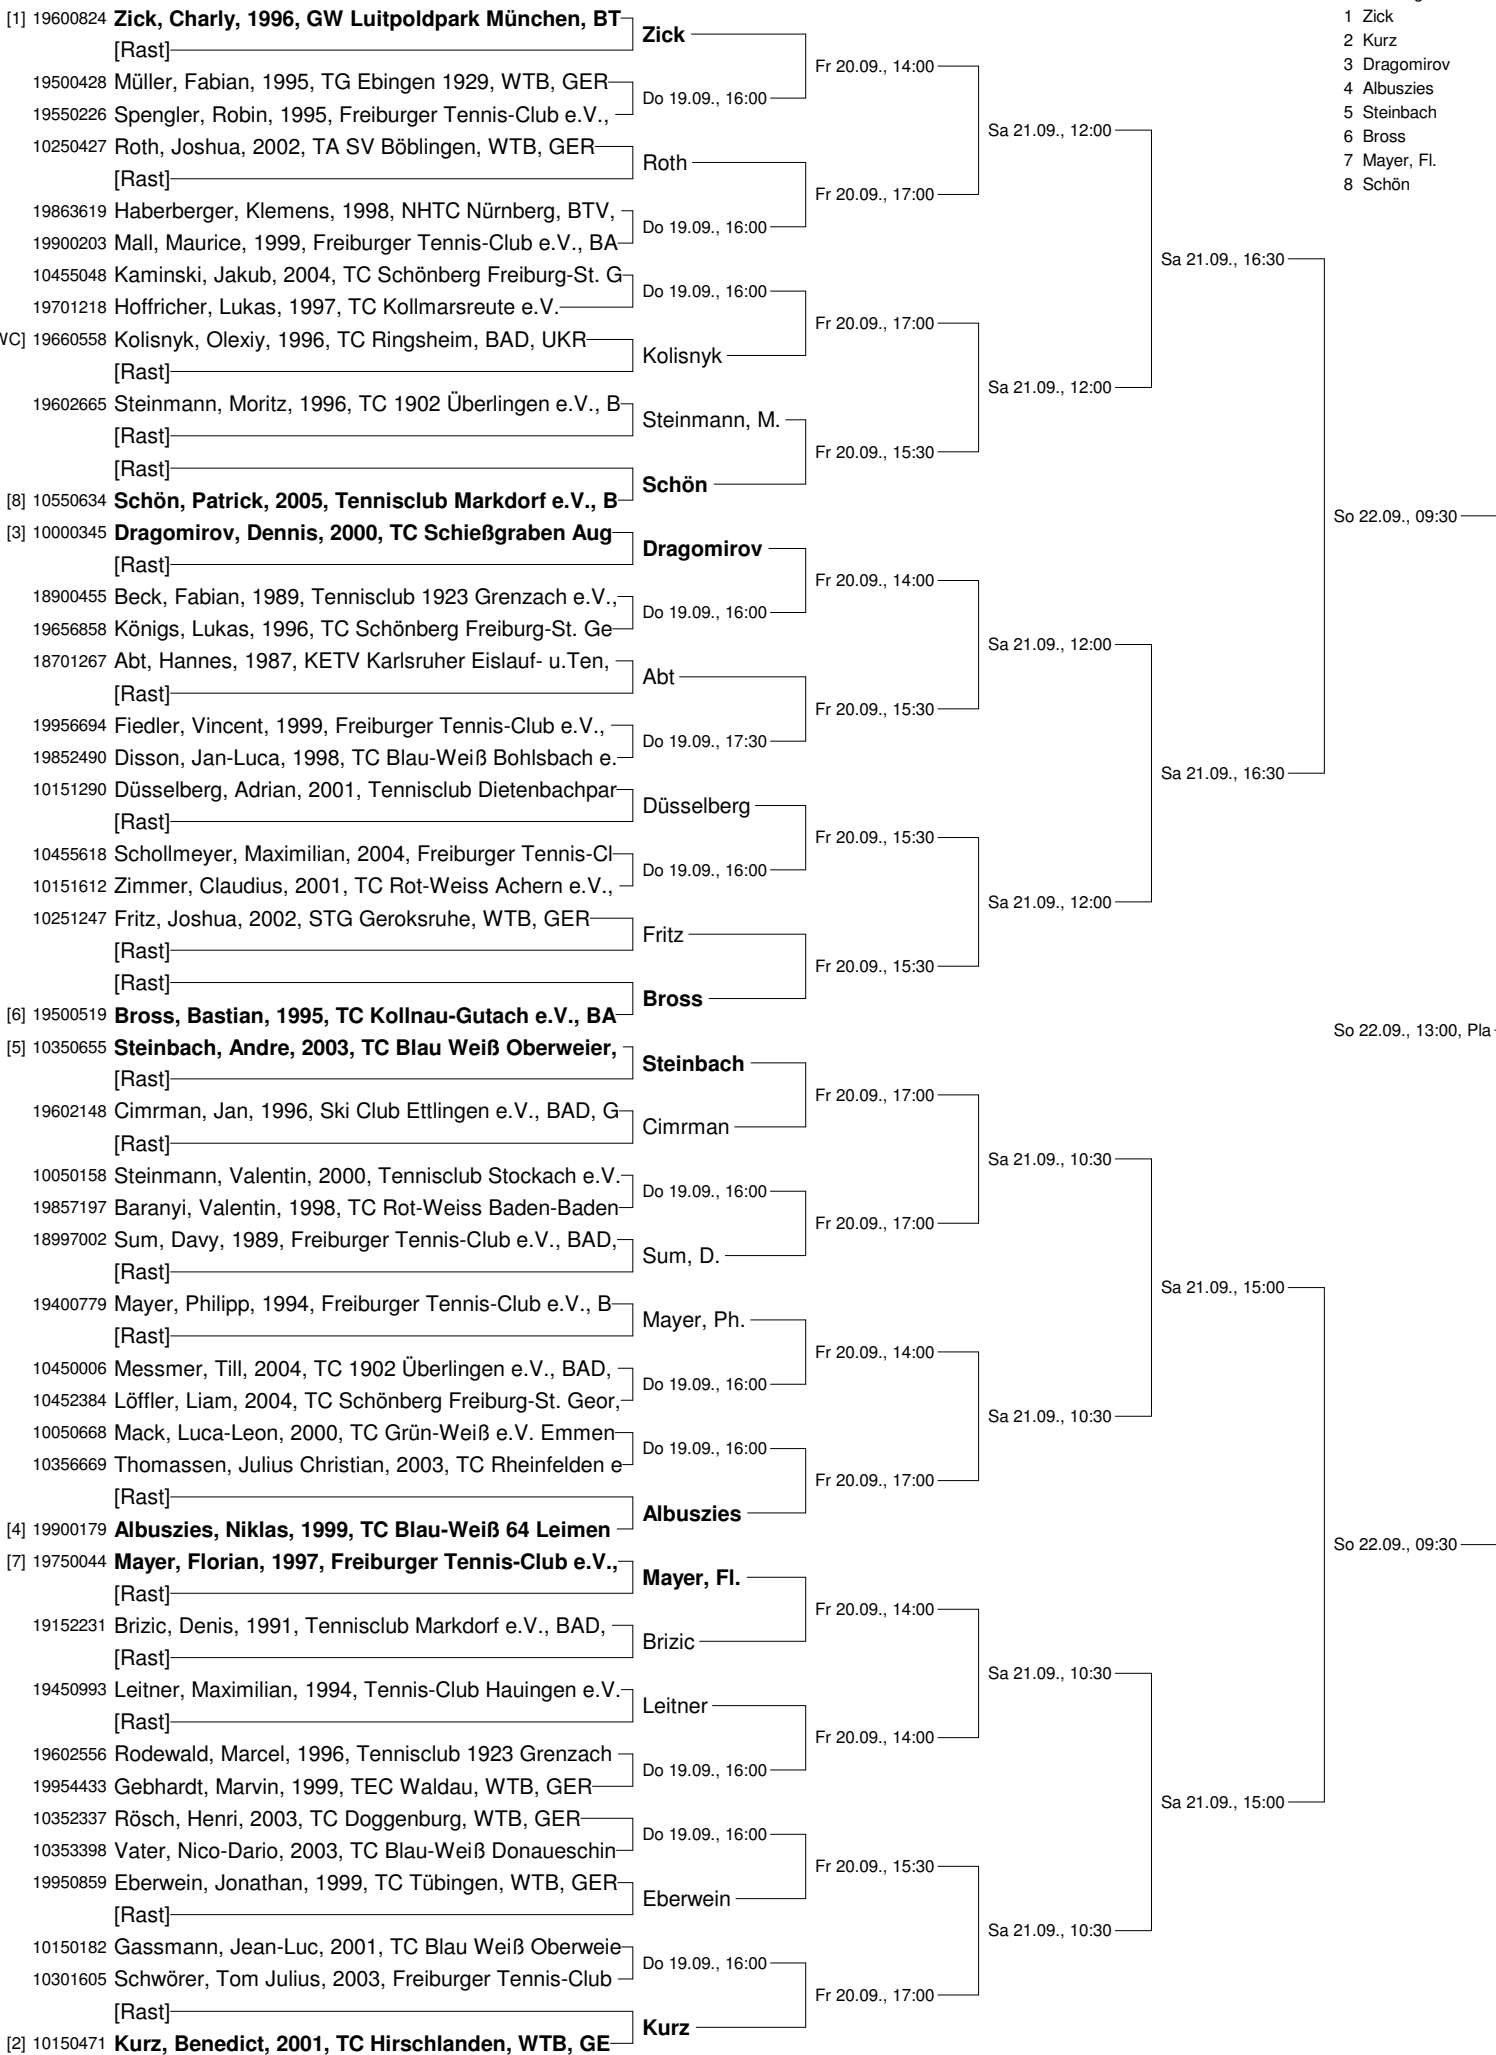 1 Zick
2 Kurz
3 Dragomirov
4 Albuszies
5 Steinbach
6 Bross
7 Mayer, Fl.
8 Schön
[1] 19600824 Zick, Charly, 1996, GW Luitpoldpark München, BT
Zick
[Rast]
Fr 20.09., 14:00
19500428 Müller, Fabian, 1995, TG Ebingen 1929, WTB, GER
Do 19.09., 16:00
19550226 Spengler, Robin, 1995, Freiburger Tennis-Club e.V.,
Sa 21.09., 12:00
10250427 Roth, Joshua, 2002, TA SV Böblingen, WTB, GER
Roth
[Rast]
Fr 20.09., 17:00
19863619 Haberberger, Klemens, 1998, NHTC Nürnberg, BTV,
Do 19.09., 16:00
19900203 Mall, Maurice, 1999, Freiburger Tennis-Club e.V., BA
Sa 21.09., 16:30
10455048 Kaminski, Jakub, 2004, TC Schönberg Freiburg-St. G
Do 19.09., 16:00
19701218 Hoffricher, Lukas, 1997, TC Kollmarsreute e.V.
Fr 20.09., 17:00
WC] 19660558 Kolisnyk, Olexiy, 1996, TC Ringsheim, BAD, UKR
Kolisnyk
[Rast]
Sa 21.09., 12:00
19602665 Steinmann, Moritz, 1996, TC 1902 Überlingen e.V., B
Steinmann, M.
[Rast]
Fr 20.09., 15:30
[Rast]
Schön
[8] 10550634 Schön, Patrick, 2005, Tennisclub Markdorf e.V., B
So 22.09., 09:30
[3] 10000345 Dragomirov, Dennis, 2000, TC Schießgraben Aug
Dragomirov
[Rast]
Fr 20.09., 14:00
18900455 Beck, Fabian, 1989, Tennisclub 1923 Grenzach e.V.,
Do 19.09., 16:00
19656858 Königs, Lukas, 1996, TC Schönberg Freiburg-St. Ge
Sa 21.09., 12:00
18701267 Abt, Hannes, 1987, KETV Karlsruher Eislauf- u.Ten,
Abt
[Rast]
Fr 20.09., 15:30
19956694 Fiedler, Vincent, 1999, Freiburger Tennis-Club e.V.,
Do 19.09., 17:30
19852490 Disson, Jan-Luca, 1998, TC Blau-Weiß Bohlsbach e.
Sa 21.09., 16:30
10151290 Düsselberg, Adrian, 2001, Tennisclub Dietenbachpar
Düsselberg
[Rast]
Fr 20.09., 15:30
10455618 Schollmeyer, Maximilian, 2004, Freiburger Tennis-Cl
Do 19.09., 16:00
10151612 Zimmer, Claudius, 2001, TC Rot-Weiss Achern e.V.,
Sa 21.09., 12:00
10251247 Fritz, Joshua, 2002, STG Geroksruhe, WTB, GER
Fritz
[Rast]
Fr 20.09., 15:30
[Rast]
Bross
[6] 19500519 Bross, Bastian, 1995, TC Kollnau-Gutach e.V., BA
So 22.09., 13:00, Pla
[5] 10350655 Steinbach, Andre, 2003, TC Blau Weiß Oberweier,
Steinbach
[Rast]
Fr 20.09., 17:00
19602148 Cimrman, Jan, 1996, Ski Club Ettlingen e.V., BAD, G
Cimrman
[Rast]
Sa 21.09., 10:30
10050158 Steinmann, Valentin, 2000, Tennisclub Stockach e.V.
Do 19.09., 16:00
19857197 Baranyi, Valentin, 1998, TC Rot-Weiss Baden-Baden
Fr 20.09., 17:00
18997002 Sum, Davy, 1989, Freiburger Tennis-Club e.V., BAD,
Sum, D.
[Rast]
Sa 21.09., 15:00
19400779 Mayer, Philipp, 1994, Freiburger Tennis-Club e.V., B
Mayer, Ph.
[Rast]
Fr 20.09., 14:00
10450006 Messmer, Till, 2004, TC 1902 Überlingen e.V., BAD,
Do 19.09., 16:00
10452384 Löffler, Liam, 2004, TC Schönberg Freiburg-St. Geor,
Sa 21.09., 10:30
10050668 Mack, Luca-Leon, 2000, TC Grün-Weiß e.V. Emmen
Do 19.09., 16:00
10356669 Thomassen, Julius Christian, 2003, TC Rheinfelden e
Fr 20.09., 17:00
[Rast]
Albuszies
[4] 19900179 Albuszies, Niklas, 1999, TC Blau-Weiß 64 Leimen
So 22.09., 09:30
[7] 19750044 Mayer, Florian, 1997, Freiburger Tennis-Club e.V.,
Mayer, Fl.
[Rast]
Fr 20.09., 14:00
19152231 Brizic, Denis, 1991, Tennisclub Markdorf e.V., BAD,
Brizic
[Rast]
Sa 21.09., 10:30
19450993 Leitner, Maximilian, 1994, Tennis-Club Hauingen e.V.
Leitner
[Rast]
Fr 20.09., 14:00
19602556 Rodewald, Marcel, 1996, Tennisclub 1923 Grenzach
Do 19.09., 16:00
19954433 Gebhardt, Marvin, 1999, TEC Waldau, WTB, GER
Sa 21.09., 15:00
10352337 Rösch, Henri, 2003, TC Doggenburg, WTB, GER
Do 19.09., 16:00
10353398 Vater, Nico-Dario, 2003, TC Blau-Weiß Donaueschin
Fr 20.09., 15:30
19950859 Eberwein, Jonathan, 1999, TC Tübingen, WTB, GER
Eberwein
[Rast]
Sa 21.09., 10:30
10150182 Gassmann, Jean-Luc, 2001, TC Blau Weiß Oberweie
Do 19.09., 16:00
10301605 Schwörer, Tom Julius, 2003, Freiburger Tennis-Club
Fr 20.09., 17:00
[Rast]
Kurz
[2] 10150471 Kurz, Benedict, 2001, TC Hirschlanden, WTB, GE